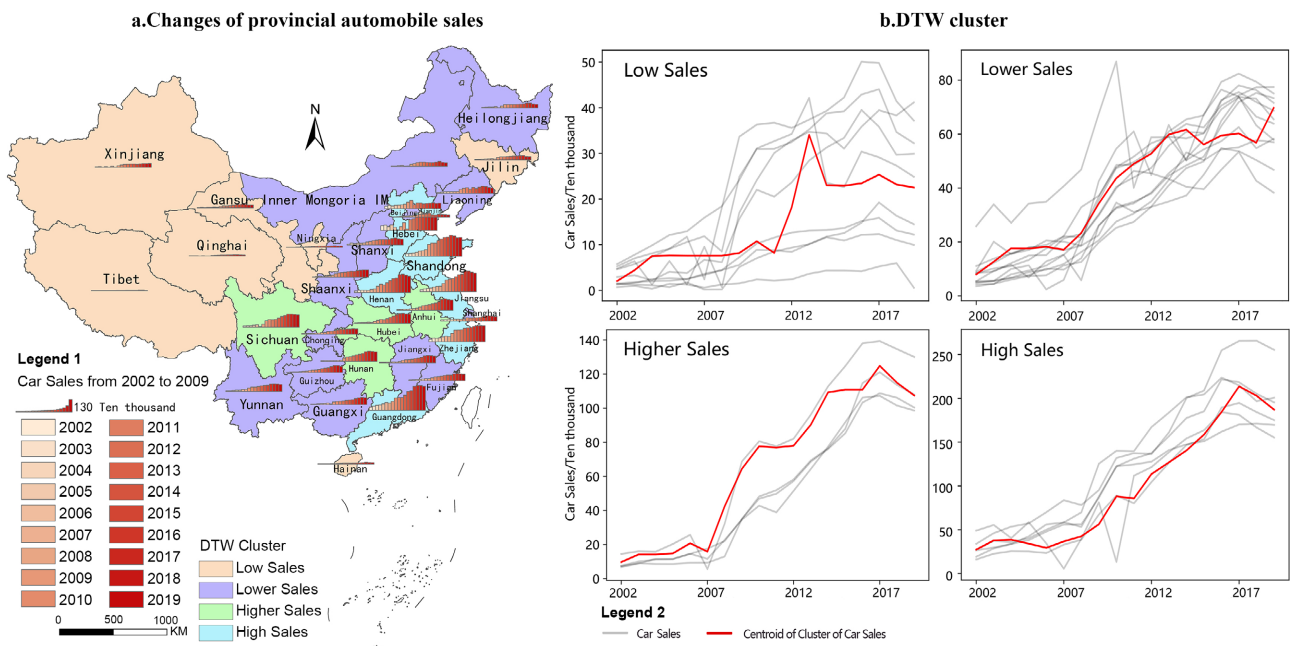 a.Changes of provincial automobile sales
b.DTW cluster
N
Heilongjiang
Xinjiang
Jilin
Gansu
Inner Mongoria IM
Liaoning
Beijing
Tianjin
Hebei
Ningxia
Qinghai
Shanxi
Shandong
Tibet
Shaanxi
Henan
Jiangsu
Anhui
Shanghai
Sichuan
Hubei
Chonqing
Zhejiang
Jiangxi
Hunan
Guizhou
Fujian
Yunnan
Guangxi
Guangdong
Hainan
Legend 1
Car Sales from 2002 to 2009
130 Ten thousand
2002 2011
2003 2012
2004 2013
2005 2014
2006 2015
2007 2016
2008 2017
2009 2018
2010 2019
0 500 1000
KM
DTW Cluster
Low Sales
Lower Sales
Higher Sales
High Sales
Low Sales
Car Sales/Ten thousand
50
40
30
20
10
0
2002 2007 2012 2017
Lower Sales
80
60
40
20
0
2002 2007 2012 2017
Higher Sales
Car Sales/Ten thousand
140
120
100
80
60
40
20
0
2002 2007 2012 2017
High Sales
250
200
150
100
50
0
2002 2007 2012 2017
Legend 2
Car Sales
Centroid of Cluster of Car Sales